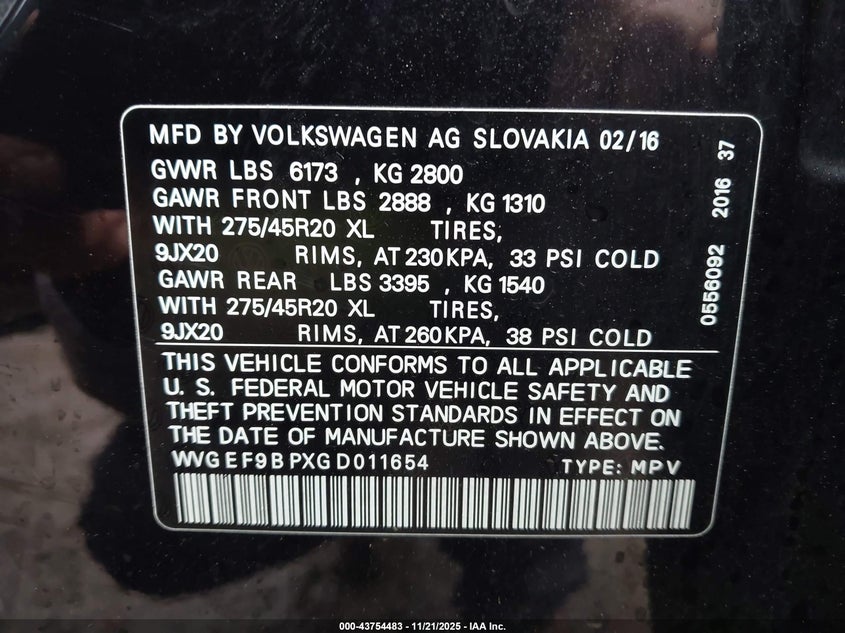 MFD BY VOLKSWAGEN AG SLOVAKIA 02/16
GVWR LBS 6173 , KG 2800
GAWR FRONT LBS 2888 , KG 1310
WITH 275/45R20 XL TIRES,
9JX20 RIMS, AT 230KPA, 33 PSI COLD
GAWR REAR LBS 3395 , KG 1540
WITH 275/45R20 XL TIRES,
9JX20 RIMS, AT 260KPA, 38 PSI COLD
THIS VEHICLE CONFORMS TO ALL APPLICABLE
U. S. FEDERAL MOTOR VEHICLE SAFETY AND
THEFT PREVENTION STANDARDS IN EFFECT ON
THE DATE OF MANUFACTURE SHOWN ABOVE.
WVGEF9BPXGD011654 TYPE: MPV
0556092 2016 37
000-43754483 - 11/21/2025 - IAA Inc.